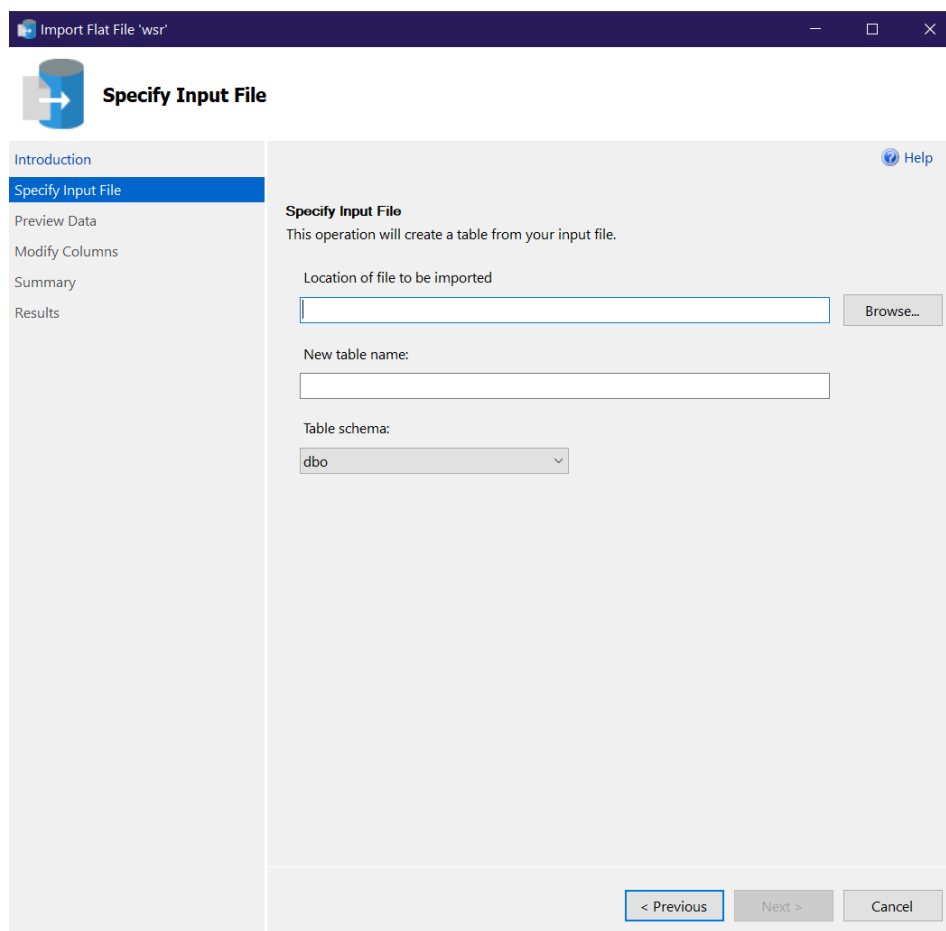 Import Flat File 'wsr'
Specify Input File
Introduction
Specify Input File
Preview Data
Modify Columns
Summary
Results
Help
Specify Input File
This operation will create a table from your input file.
Location of file to be imported
Browse...
New table name:
Table schema:
dbo
< Previous
Next >
Cancel